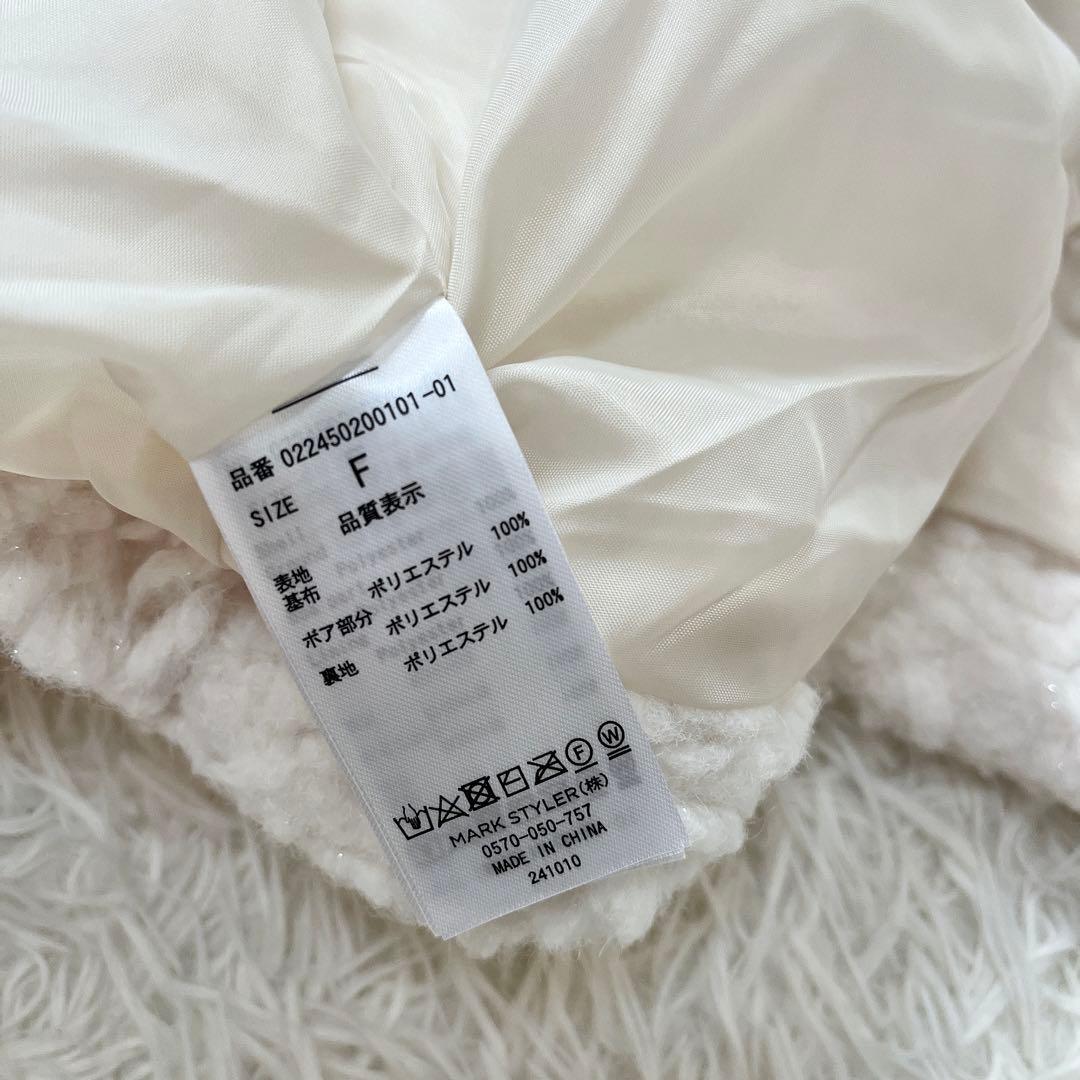 品番 022450200101-01
SIZE F
品質表示
表地
基布 ポリエステル 100%
ボア部分 ポリエステル 100%
裏地 ポリエステル 100%
F W
MARK STYLER(株)
0570-050-757
MADE IN CHINA
241010